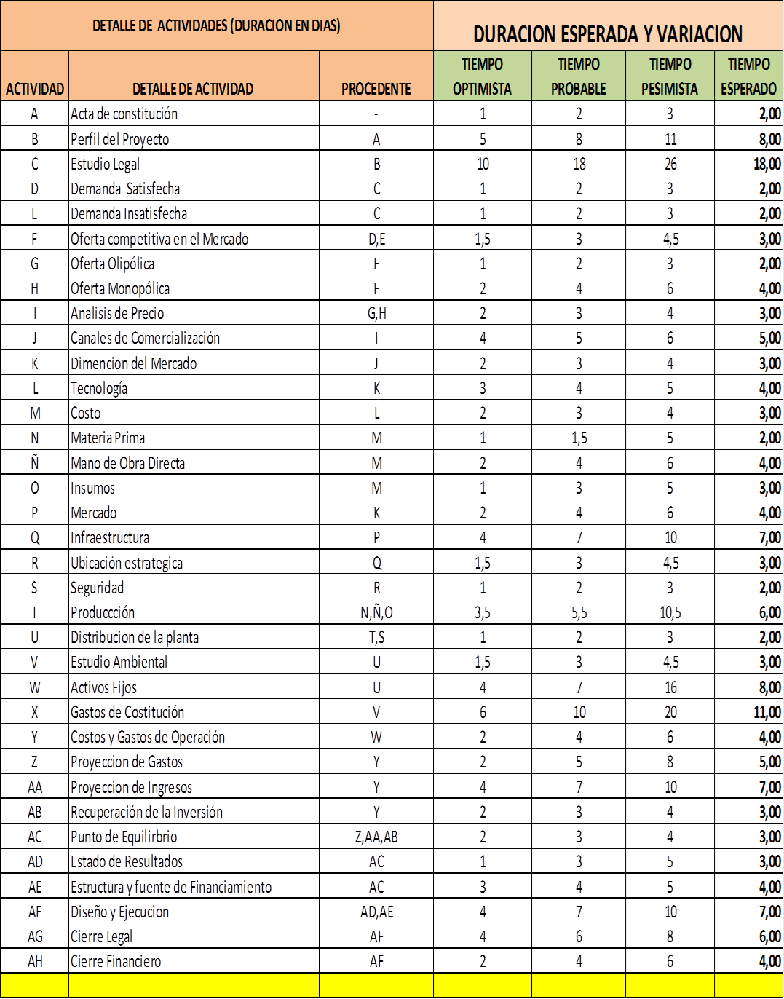 DETALLE DE ACTIVIDADES (DURACION EN DIAS) DURACION ESPERADA Y VARIACION
ACTIVIDAD DETALLE DE ACTIVIDAD PROCEDENTE TIEMPO OPTIMISTA TIEMPO PROBABLE TIEMPO PESIMISTA TIEMPO ESPERADO
A Acta de constitución - 1 2 3 2,00
B Perfil del Proyecto A 5 8 11 8,00
C Estudio Legal B 10 18 26 18,00
D Demanda Satisfecha C 1 2 3 2,00
E Demanda Insatisfecha C 1 2 3 2,00
F Oferta competitiva en el Mercado D,E 1,5 3 4,5 3,00
G Oferta Olipólica F 1 2 3 2,00
H Oferta Monopólica F 2 4 6 4,00
I Analisis de Precio G,H 2 3 4 3,00
J Canales de Comercialización I 4 5 6 5,00
K Dimencion del Mercado J 2 3 4 3,00
L Tecnología K 3 4 5 4,00
M Costo L 2 3 4 3,00
N Materia Prima M 1 1,5 5 2,00
Ñ Mano de Obra Directa M 2 4 6 4,00
O Insumos M 1 3 5 3,00
P Mercado K 2 4 6 4,00
Q Infraestructura P 4 7 10 7,00
R Ubicación estrategica Q 1,5 3 4,5 3,00
S Seguridad R 1 2 3 2,00
T Produccción N,Ñ,O 3,5 5,5 10,5 6,00
U Distribucion de la planta T,S 1 2 3 2,00
V Estudio Ambiental U 1,5 3 4,5 3,00
W Activos Fijos U 4 7 16 8,00
X Gastos de Costitución V 6 10 20 11,00
Y Costos y Gastos de Operación W 2 4 6 4,00
Z Proyeccion de Gastos Y 2 5 8 5,00
AA Proyeccion de Ingresos Y 4 7 10 7,00
AB Recuperación de la Inversión Y 2 3 4 3,00
AC Punto de Equilirbrio Z,AA,AB 2 3 4 3,00
AD Estado de Resultados AC 1 3 5 3,00
AE Estructura y fuente de Financiamiento AC 3 4 5 4,00
AF Diseño y Ejecucion AD,AE 4 7 10 7,00
AG Cierre Legal AF 4 6 8 6,00
AH Cierre Financiero AF 2 4 6 4,00